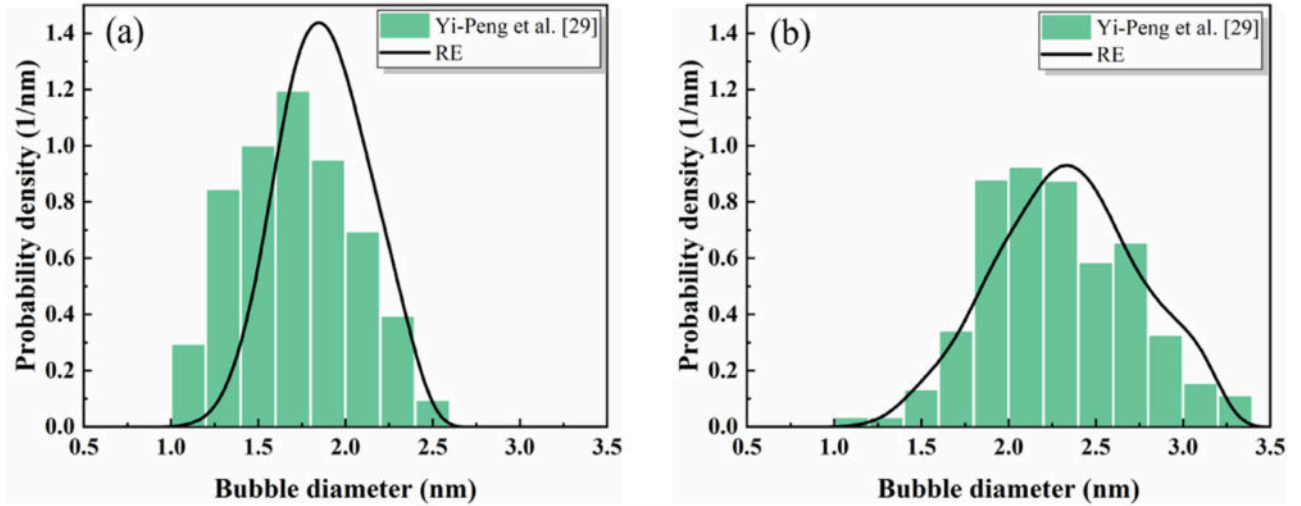 (a)
Yi-Peng et al. [29]
RE
Probability density (1/nm)
1.4
1.2
1.0
0.8
0.6
0.4
0.2
0.0
0.5 1.0 1.5 2.0 2.5 3.0 3.5
Bubble diameter (nm)
(b)
Yi-Peng et al. [29]
RE
Probability density (1/nm)
1.4
1.2
1.0
0.8
0.6
0.4
0.2
0.0
0.5 1.0 1.5 2.0 2.5 3.0 3.5
Bubble diameter (nm)